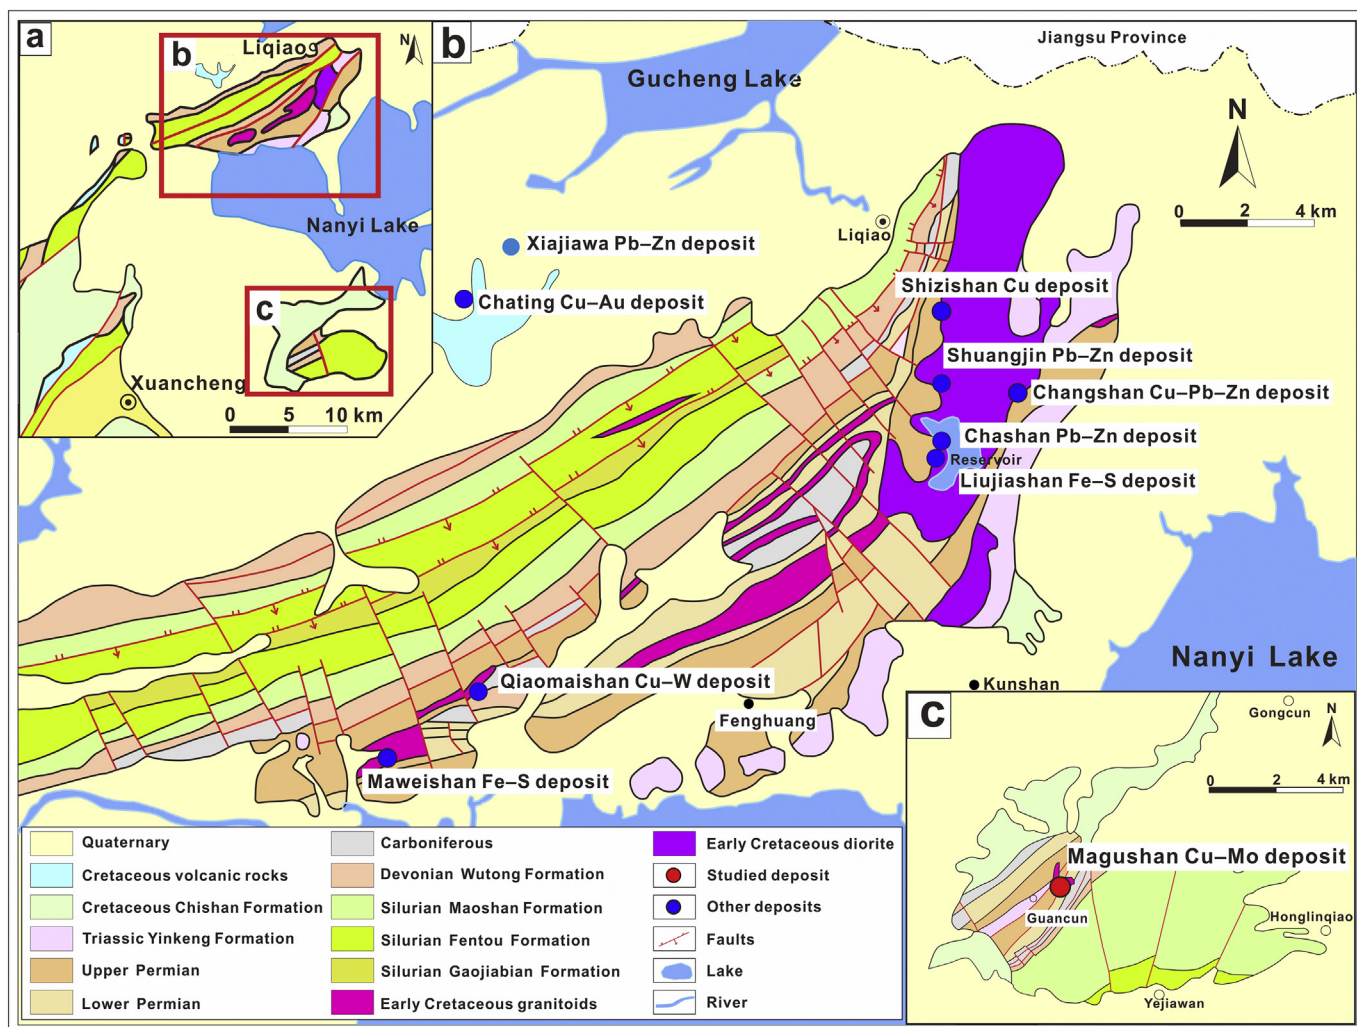 a
b
Liqiao
N
Nanyi Lake
c
Xuancheng
0 5 10 km
b
Jiangsu Province
Gucheng Lake
N
0 2 4 km
Liqiao
Xiajiawa Pb–Zn deposit
Chating Cu–Au deposit
Shizishan Cu deposit
Shuangjin Pb–Zn deposit
Changshan Cu–Pb–Zn deposit
Chashan Pb–Zn deposit
Reservoir
Liujiashan Fe–S deposit
Nanyi Lake
Kunshan
Qiaomaishan Cu–W deposit
Fenghuang
Maweishan Fe–S deposit
c
Gongcun
N
0 2 4 km
Magushan Cu–Mo deposit
Guancun
Honglinqiao
Yejiawan
Quaternary
Cretaceous volcanic rocks
Cretaceous Chishan Formation
Triassic Yinkeng Formation
Upper Permian
Lower Permian
Carboniferous
Devonian Wutong Formation
Silurian Maoshan Formation
Silurian Fentou Formation
Silurian Gaojiabian Formation
Early Cretaceous granitoids
Early Cretaceous diorite
Studied deposit
Other deposits
Faults
Lake
River